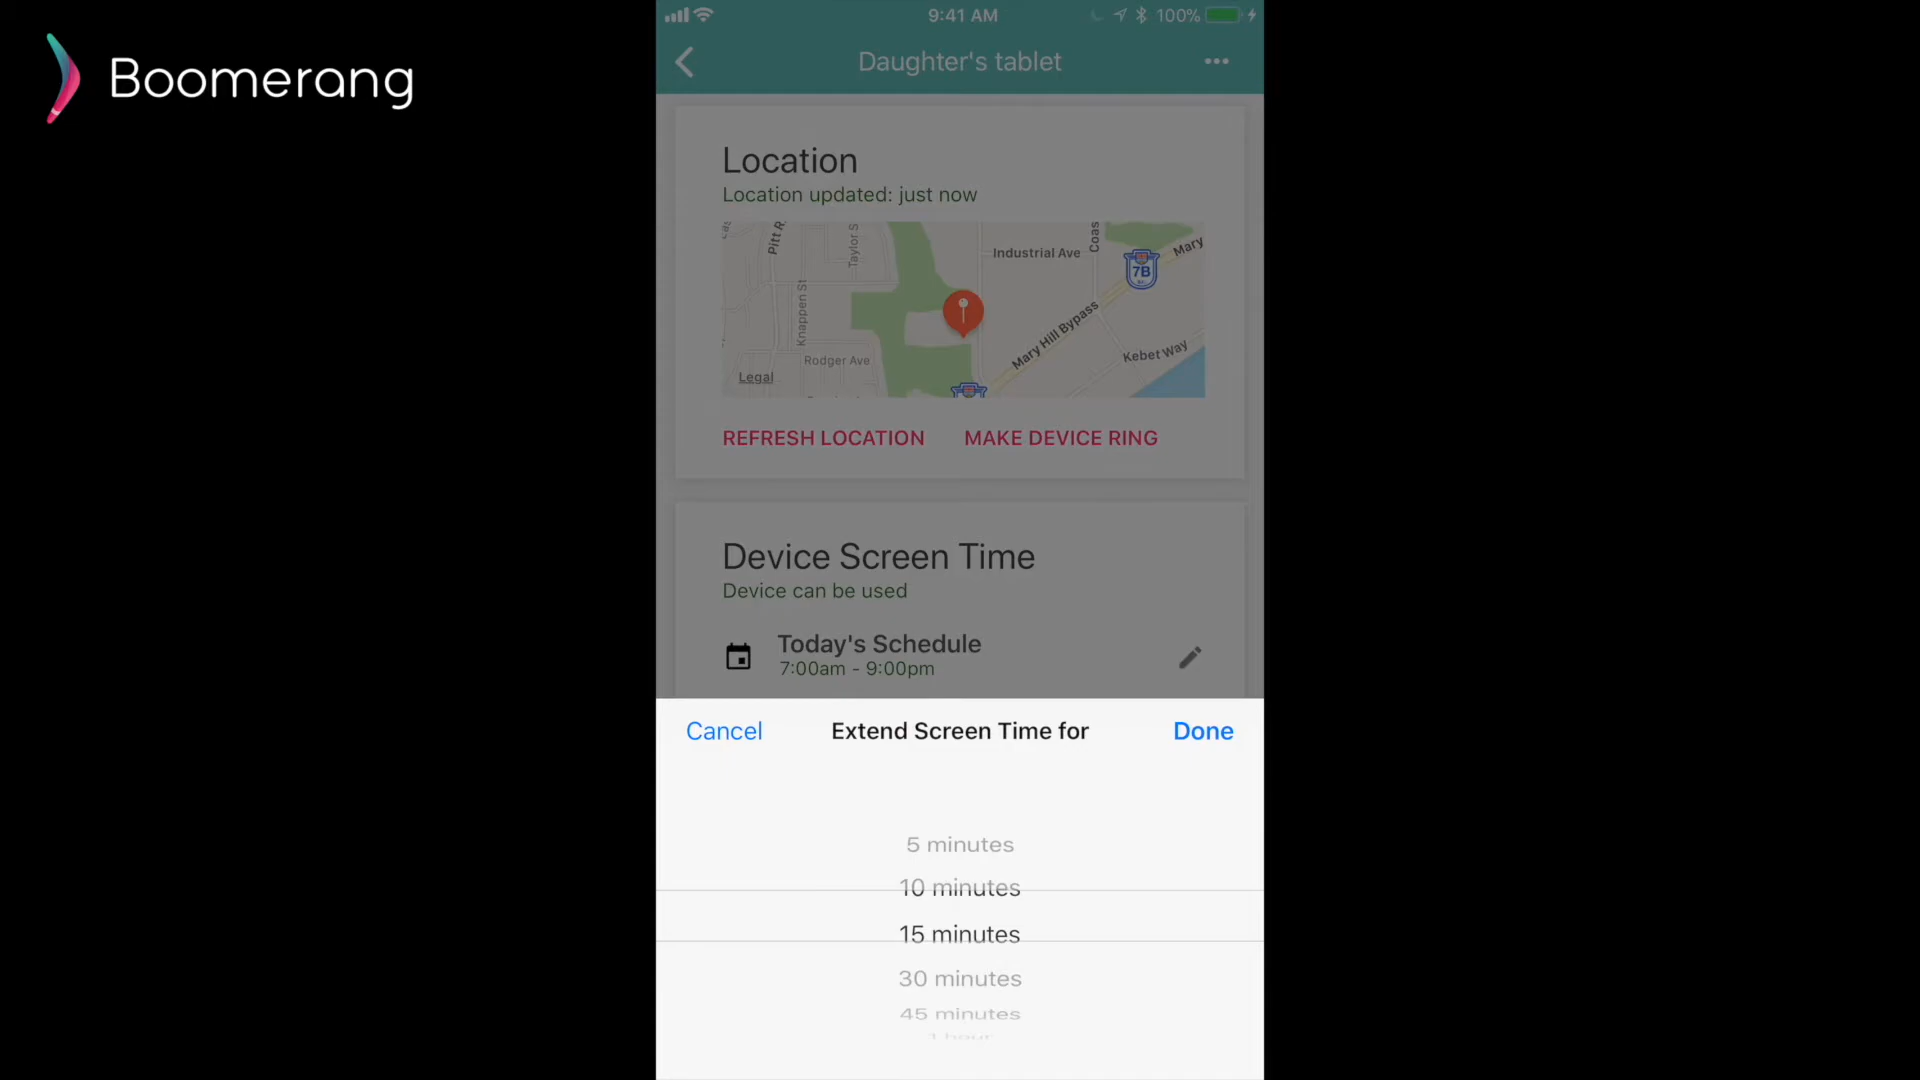 Boomerang
9:41 AM
100%
Daughter's tablet
Location
Location updated: just now
Pitt R
Taylor S
Industrial Ave
Coas
Mary
7B
Knappen St
Mary Hill Bypass
Kebet Way
Rodger Ave
Legal
REFRESH LOCATION
MAKE DEVICE RING
Device Screen Time
Device can be used
Today's Schedule
7:00am - 9:00pm
Cancel
Extend Screen Time for
Done
5 minutes
10 minutes
15 minutes
30 minutes
45 minutes
1 hour